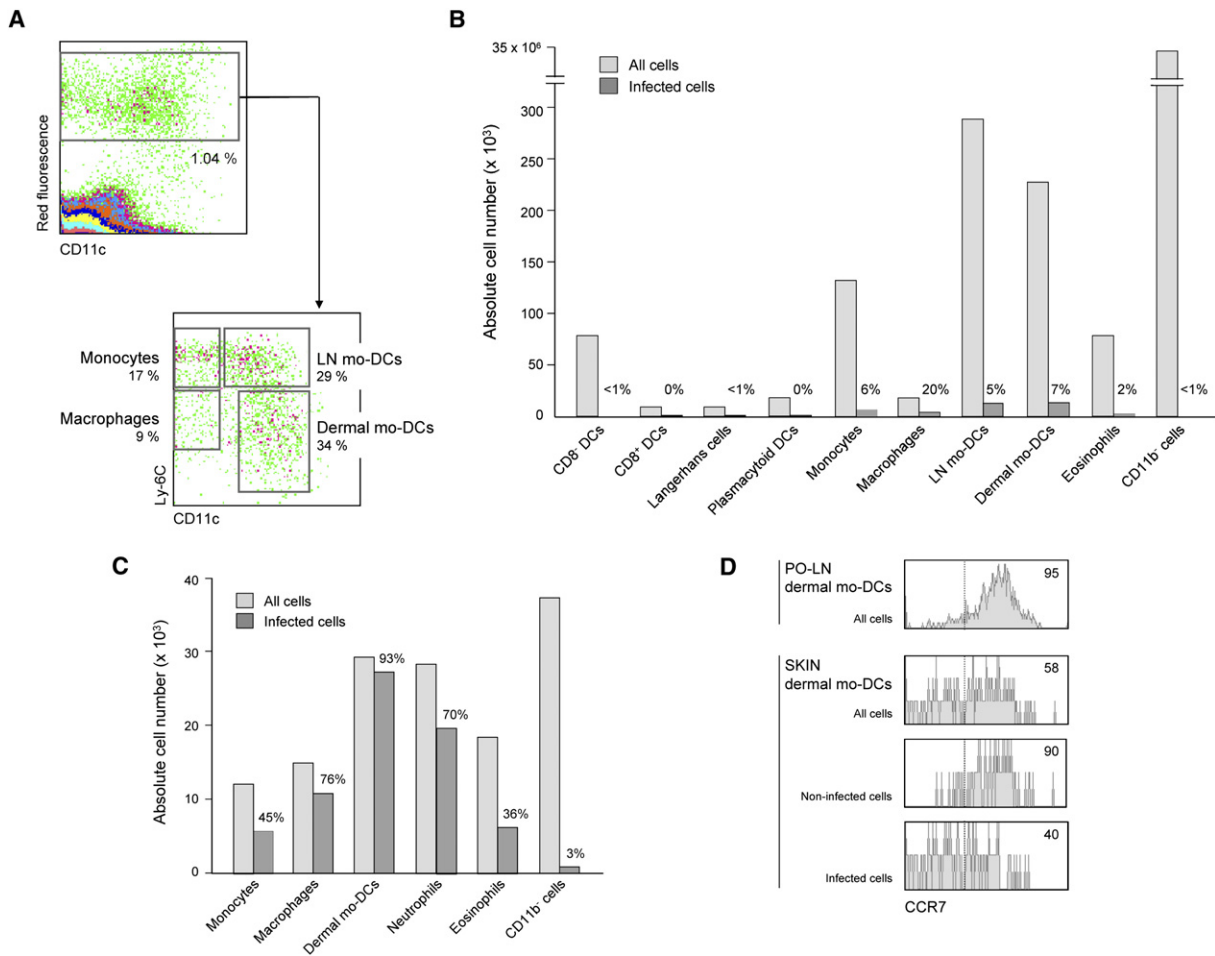 A
Red fluorescence
1.04 %
CD11c
Monocytes
17 %
LN mo-DCs
29 %
Macrophages
9 %
Dermal mo-DCs
34 %
Ly-6C
CD11c
B
35 x 10⁶
All cells
Infected cells
Absolute cell number (x 10³)
300
250
200
150
100
50
0
<1%
0%
<1%
0%
6%
20%
5%
7%
2%
<1%
CD8⁻ DCs
CD8⁺ DCs
Langerhans cells
Plasmacytoid DCs
Monocytes
Macrophages
LN mo-DCs
Dermal mo-DCs
Eosinophils
CD11b⁻ cells
C
All cells
Infected cells
Absolute cell number (x 10³)
40
30
20
10
0
45%
76%
93%
70%
36%
3%
Monocytes
Macrophages
Dermal mo-DCs
Neutrophils
Eosinophils
CD11b⁻ cells
D
PO-LN
dermal mo-DCs
All cells
95
SKIN
dermal mo-DCs
All cells
58
Non-infected cells
90
Infected cells
40
CCR7